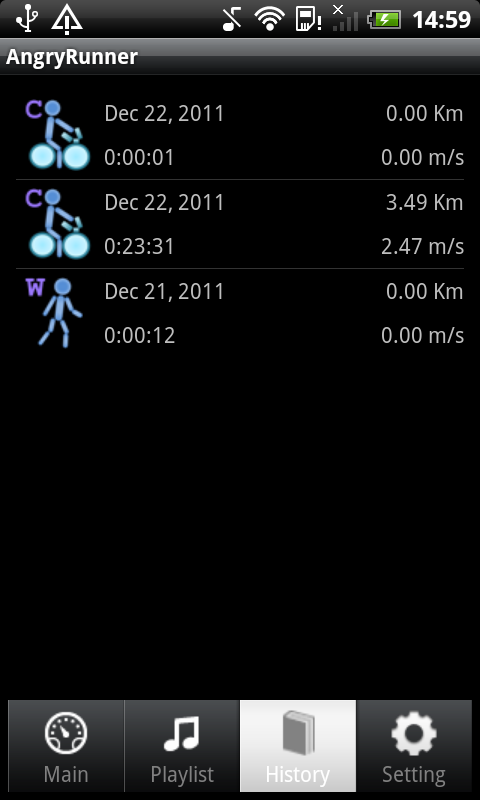 14:59
AngryRunner
C Dec 22, 2011 0.00 Km
0:00:01 0.00 m/s
C Dec 22, 2011 3.49 Km
0:23:31 2.47 m/s
W Dec 21, 2011 0.00 Km
0:00:12 0.00 m/s
Main Playlist History Setting